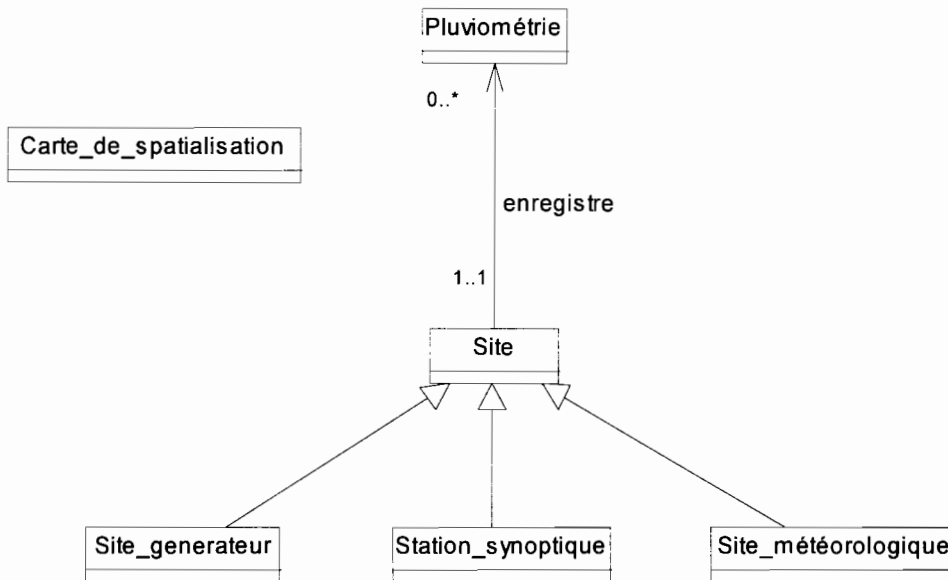 Pluviométrie
0..*
Carte_de_spatialisation
enregistre
1..1
Site
Site_generateur
Station_synoptique
Site_météorologique